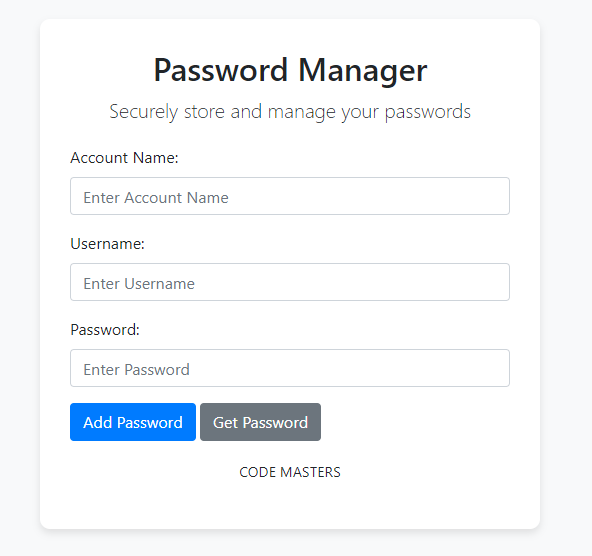 Password Manager
Securely store and manage your passwords
Account Name:
Enter Account Name
Username:
Enter Username
Password:
Enter Password
Add Password Get Password
CODE MASTERS